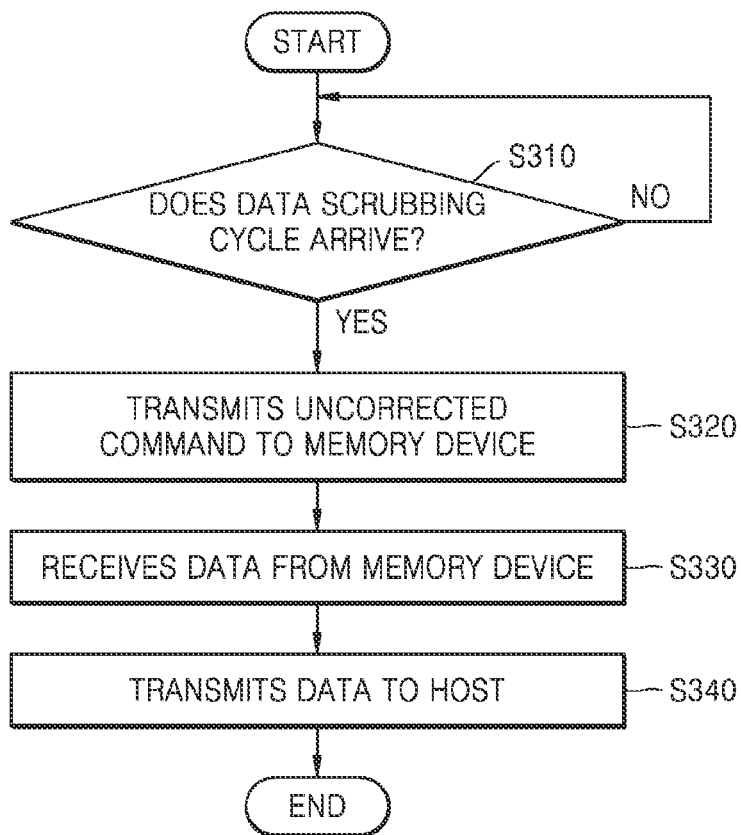 START
S310
DOES DATA SCRUBBING
CYCLE ARRIVE?
NO
YES
TRANSMITS UNCORRECTED
COMMAND TO MEMORY DEVICE
S320
RECEIVES DATA FROM MEMORY DEVICE
S330
TRANSMITS DATA TO HOST
S340
END